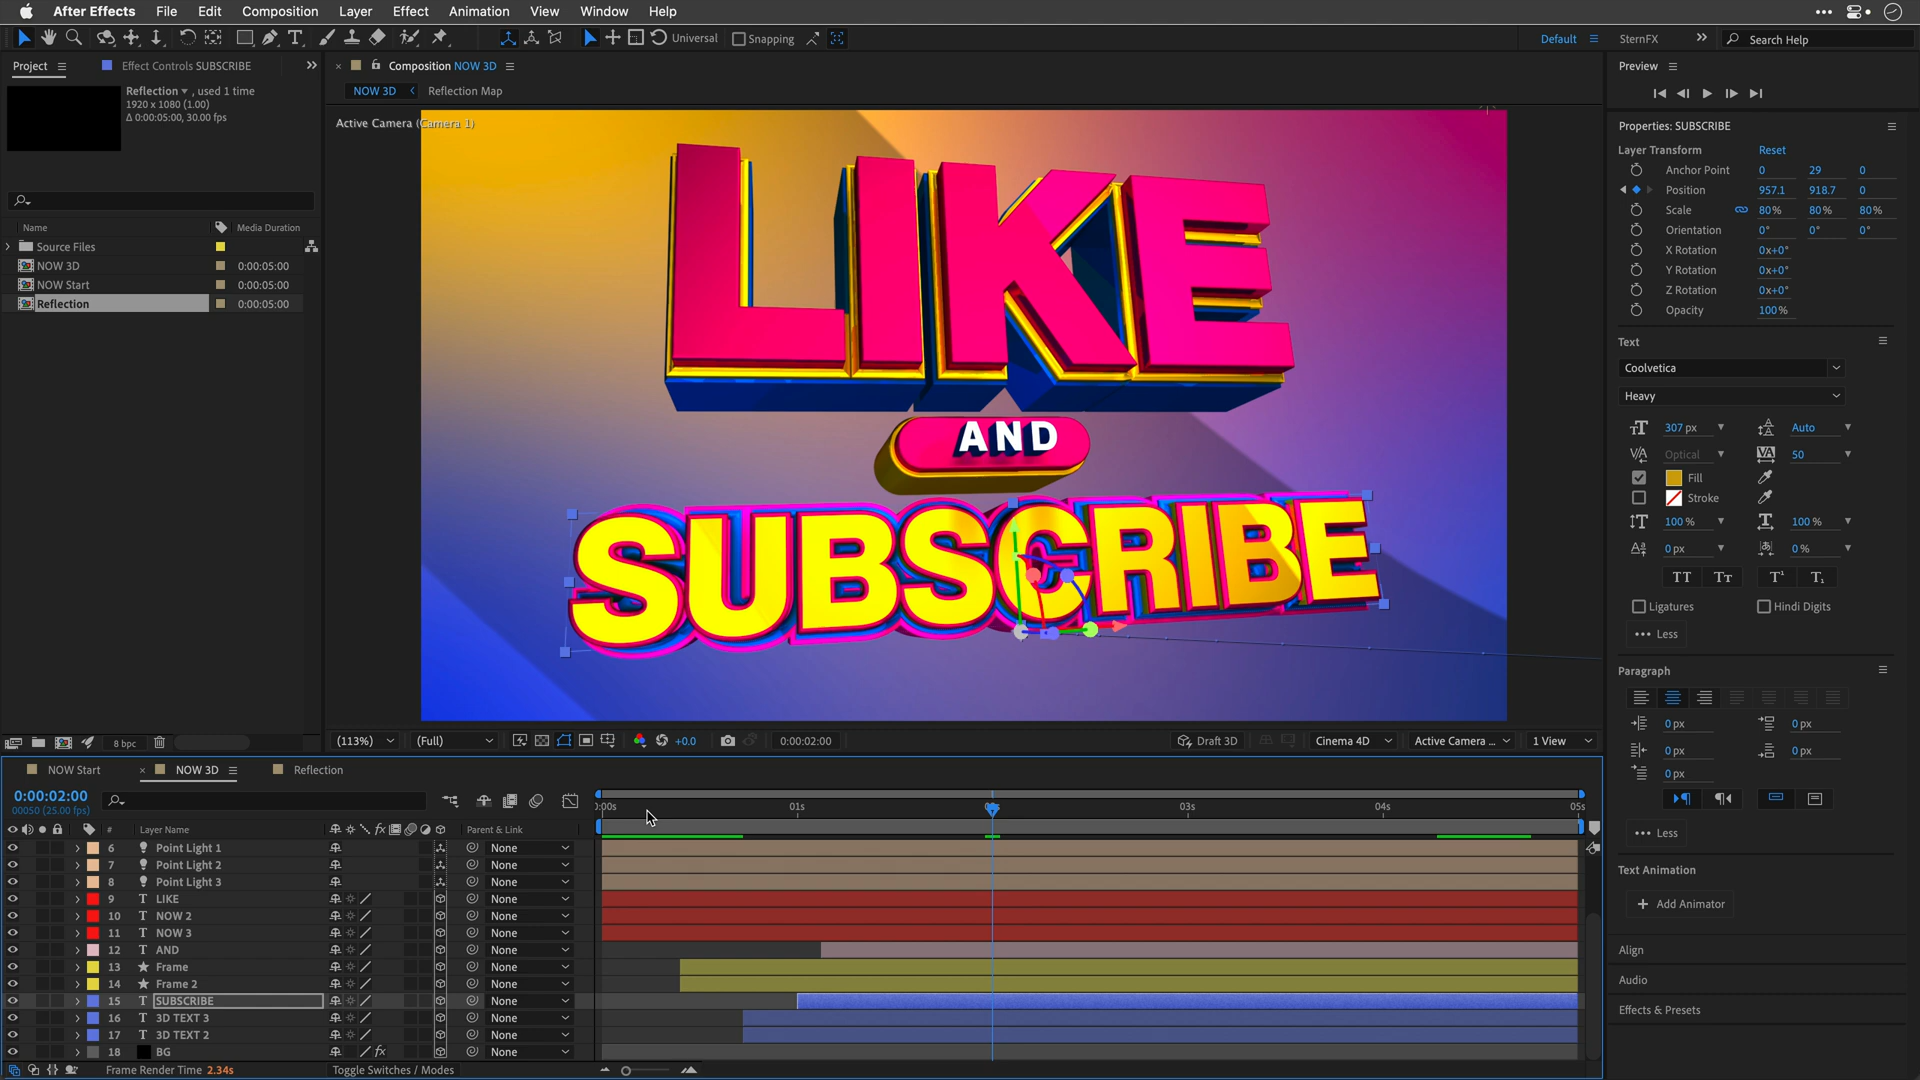 After Effects File Edit Composition Layer Effect Animation View Window Help
Universal Snapping Default SternFX Search Help
Project Effect Controls SUBSCRIBE
Reflection , used 1 time
1920 x 1080 (1.00)
Δ 0:00:05:00, 30.00 fps
Name Media Duration
Source Files
NOW 3D 0:00:05:00
NOW Start 0:00:05:00
Reflection 0:00:05:00
8 bpc
Composition NOW 3D
NOW 3D Reflection Map
Active Camera (Camera 1)
LIKE
AND
SUBSCRIBE
(113%) (Full) +0.0 0:00:02:00 Draft 3D Cinema 4D Active Camera ... 1 View
Preview
Properties: SUBSCRIBE
Layer Transform Reset
Anchor Point 0 29 0
Position 957.1 918.7 0
Scale 80% 80% 80%
Orientation 0° 0° 0°
X Rotation 0x+0°
Y Rotation 0x+0°
Z Rotation 0x+0°
Opacity 100%
Text
Coolvetica
Heavy
307 px Auto
Optical 50
Fill
Stroke
100 % 100 %
0 px 0 %
TT Tт T¹ T₁
Ligatures Hindi Digits
Less
Paragraph
0 px 0 px
0 px 0 px
0 px
Less
Text Animation
Add Animator
Align
Audio
Effects & Presets
NOW Start NOW 3D Reflection
0:00:02:00
00050 (25.00 fps)
01s 03s 04s 05s
# Layer Name Parent & Link
6 Point Light 1 None
7 Point Light 2 None
8 Point Light 3 None
9 T LIKE None
10 T NOW 2 None
11 T NOW 3 None
12 T AND None
13 Frame None
14 Frame 2 None
15 T SUBSCRIBE None
16 T 3D TEXT 3 None
17 T 3D TEXT 2 None
18 BG None
Frame Render Time 2.34s Toggle Switches / Modes